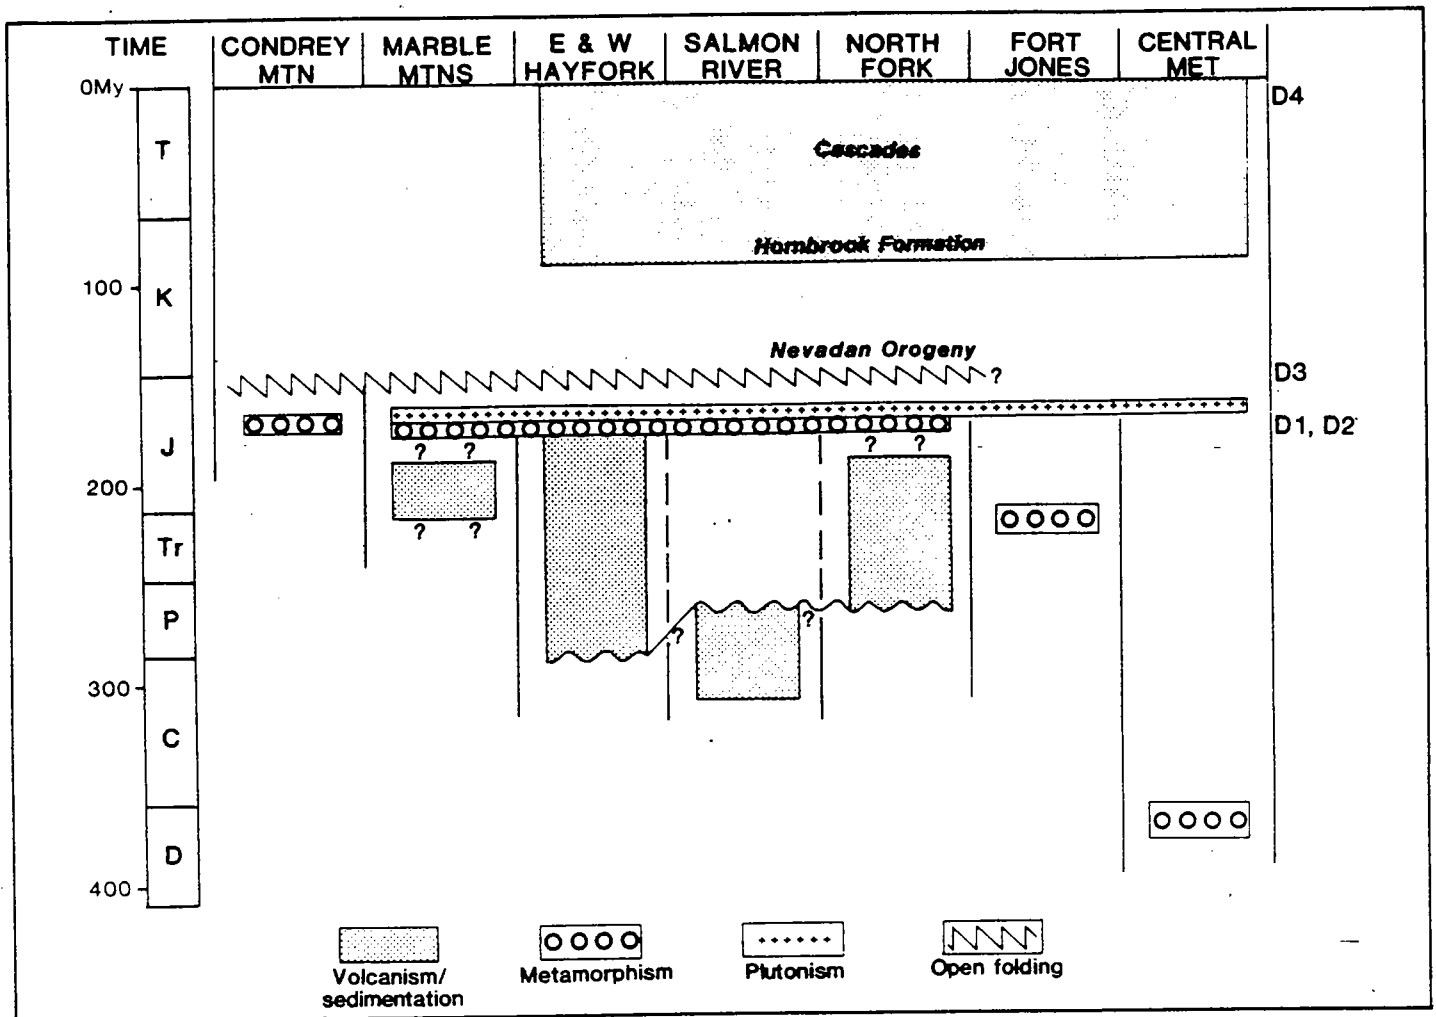 TIME
CONDREY MTN
MARBLE MTNS
E & W HAYFORK
SALMON RIVER
NORTH FORK
FORT JONES
CENTRAL MET
0My
D4
T
Cascades
Hornbrook Formation
100
K
Nevadan Orogeny
?
D3
D1, D2
J
? ?
? ?
200
? ?
Tr
P
?
?
300
C
D
400
Volcanism/
sedimentation
Metamorphism
Plutonism
Open folding